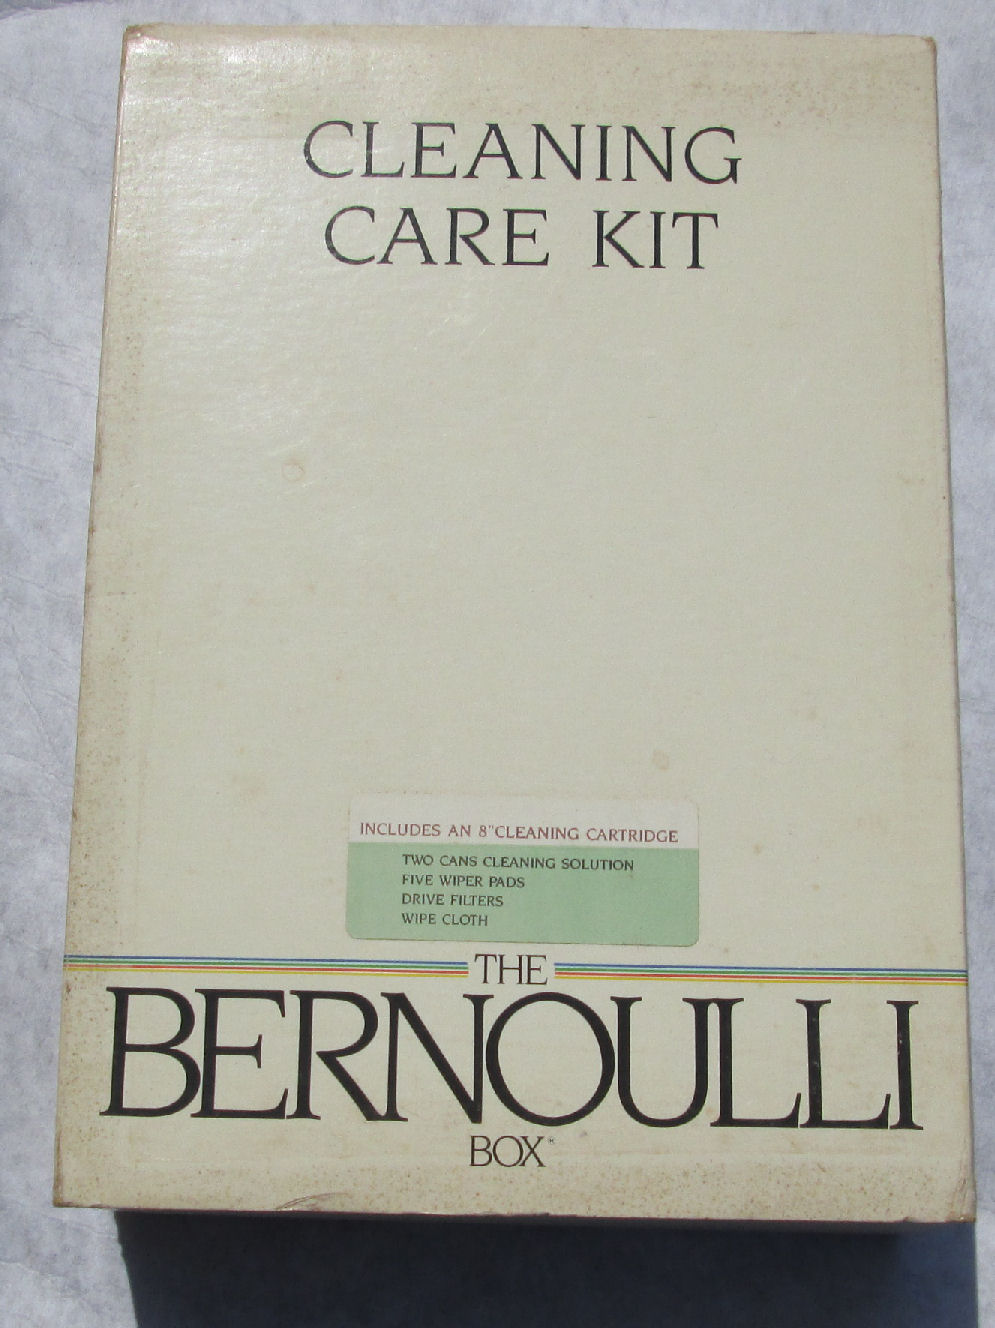 CLEANING
CARE KIT
INCLUDES AN 8"CLEANING CARTRIDGE
TWO CANS CLEANING SOLUTION
FIVE WIPER PADS
DRIVE FILTERS
WIPE CLOTH
THE
BERNOULLI
BOX®